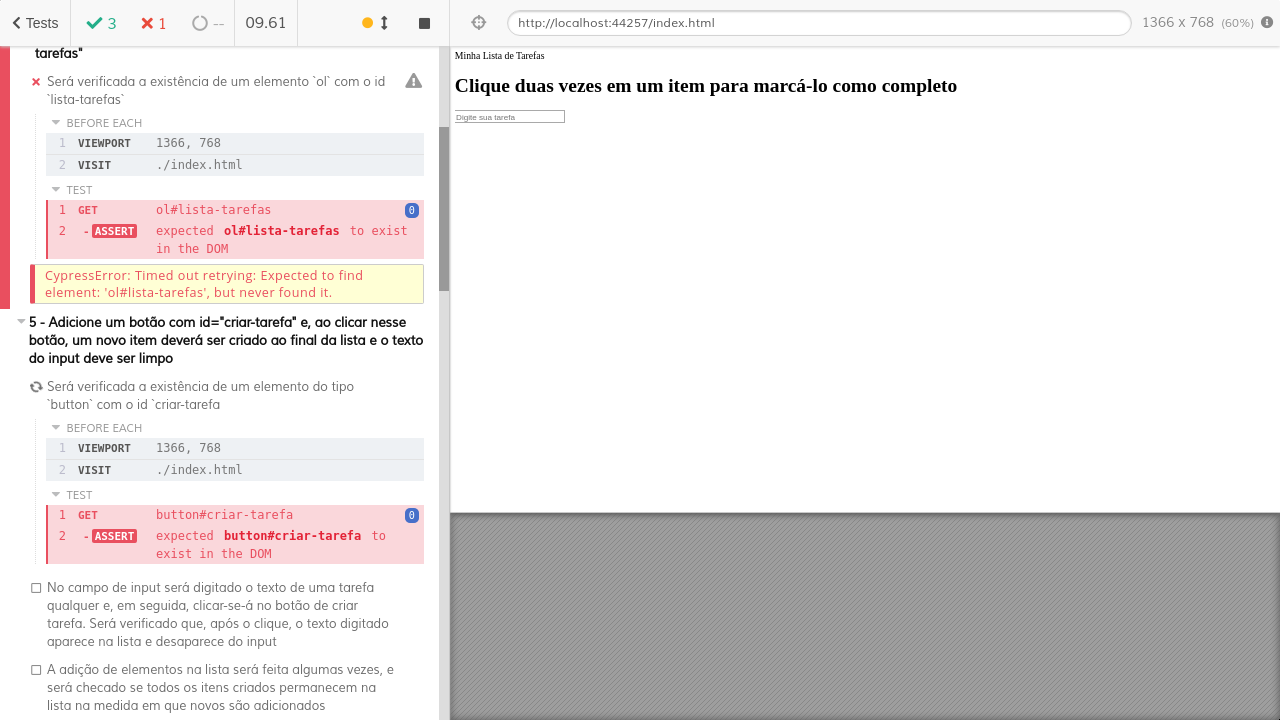 Tests
3
1
--
09.61
http://localhost:44257/index.html
1366 x 768 (60%)
tarefas"
Será verificada a existência de um elemento `ol` com o id
`lista-tarefas`
BEFORE EACH
1 VIEWPORT 1366, 768
2 VISIT ./index.html
TEST
1 GET ol#lista-tarefas 0
2 -ASSERT expected ol#lista-tarefas to exist
in the DOM
CypressError: Timed out retrying: Expected to find
element: 'ol#lista-tarefas', but never found it.
5 - Adicione um botão com id="criar-tarefa" e, ao clicar nesse
botão, um novo item deverá ser criado ao final da lista e o texto
do input deve ser limpo
Será verificada a existência de um elemento do tipo
`button` com o id `criar-tarefa
BEFORE EACH
1 VIEWPORT 1366, 768
2 VISIT ./index.html
TEST
1 GET button#criar-tarefa 0
2 -ASSERT expected button#criar-tarefa to
exist in the DOM
No campo de input será digitado o texto de uma tarefa
qualquer e, em seguida, clicar-se-á no botão de criar
tarefa. Será verificado que, após o clique, o texto digitado
aparece na lista e desaparece do input
A adição de elementos na lista será feita algumas vezes, e
será checado se todos os itens criados permanecem na
lista na medida em que novos são adicionados
Minha Lista de Tarefas
Clique duas vezes em um item para marcá-lo como completo
Digite sua tarefa